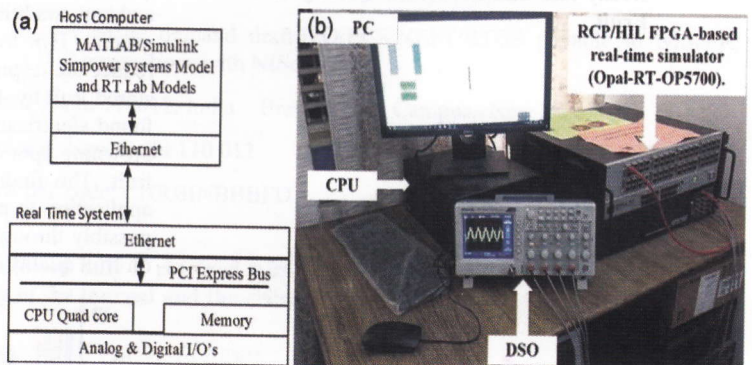 (a)
Host Computer
MATLAB/Simulink
Simpower systems Model
and RT Lab Models
Ethernet
Real Time System
Ethernet
PCI Express Bus
CPU Quad core
Memory
Analog & Digital I/O's
(b)
PC
RCP/HIL FPGA-based
real-time simulator
(Opal-RT-OP5700).
CPU
DSO